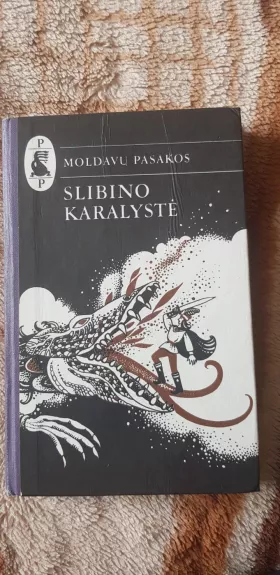 P
P
MOLDAVŲ PASAKOS
SLIBINO
KARALYSTĖ